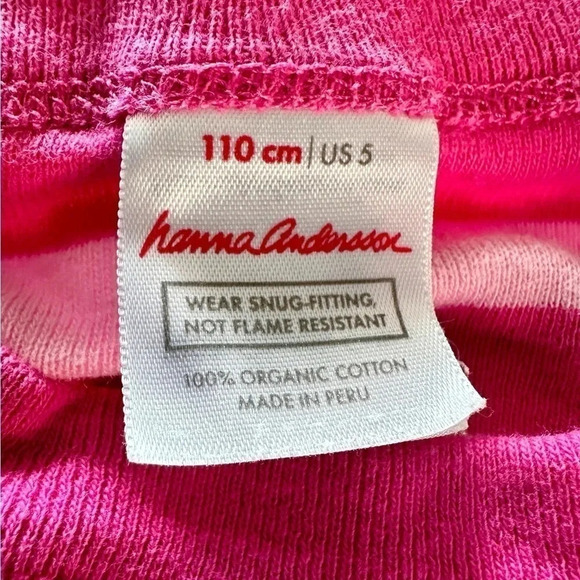 110 cm | US 5
hanna andersson
WEAR SNUG-FITTING,
NOT FLAME RESISTANT
100% ORGANIC COTTON
MADE IN PERU